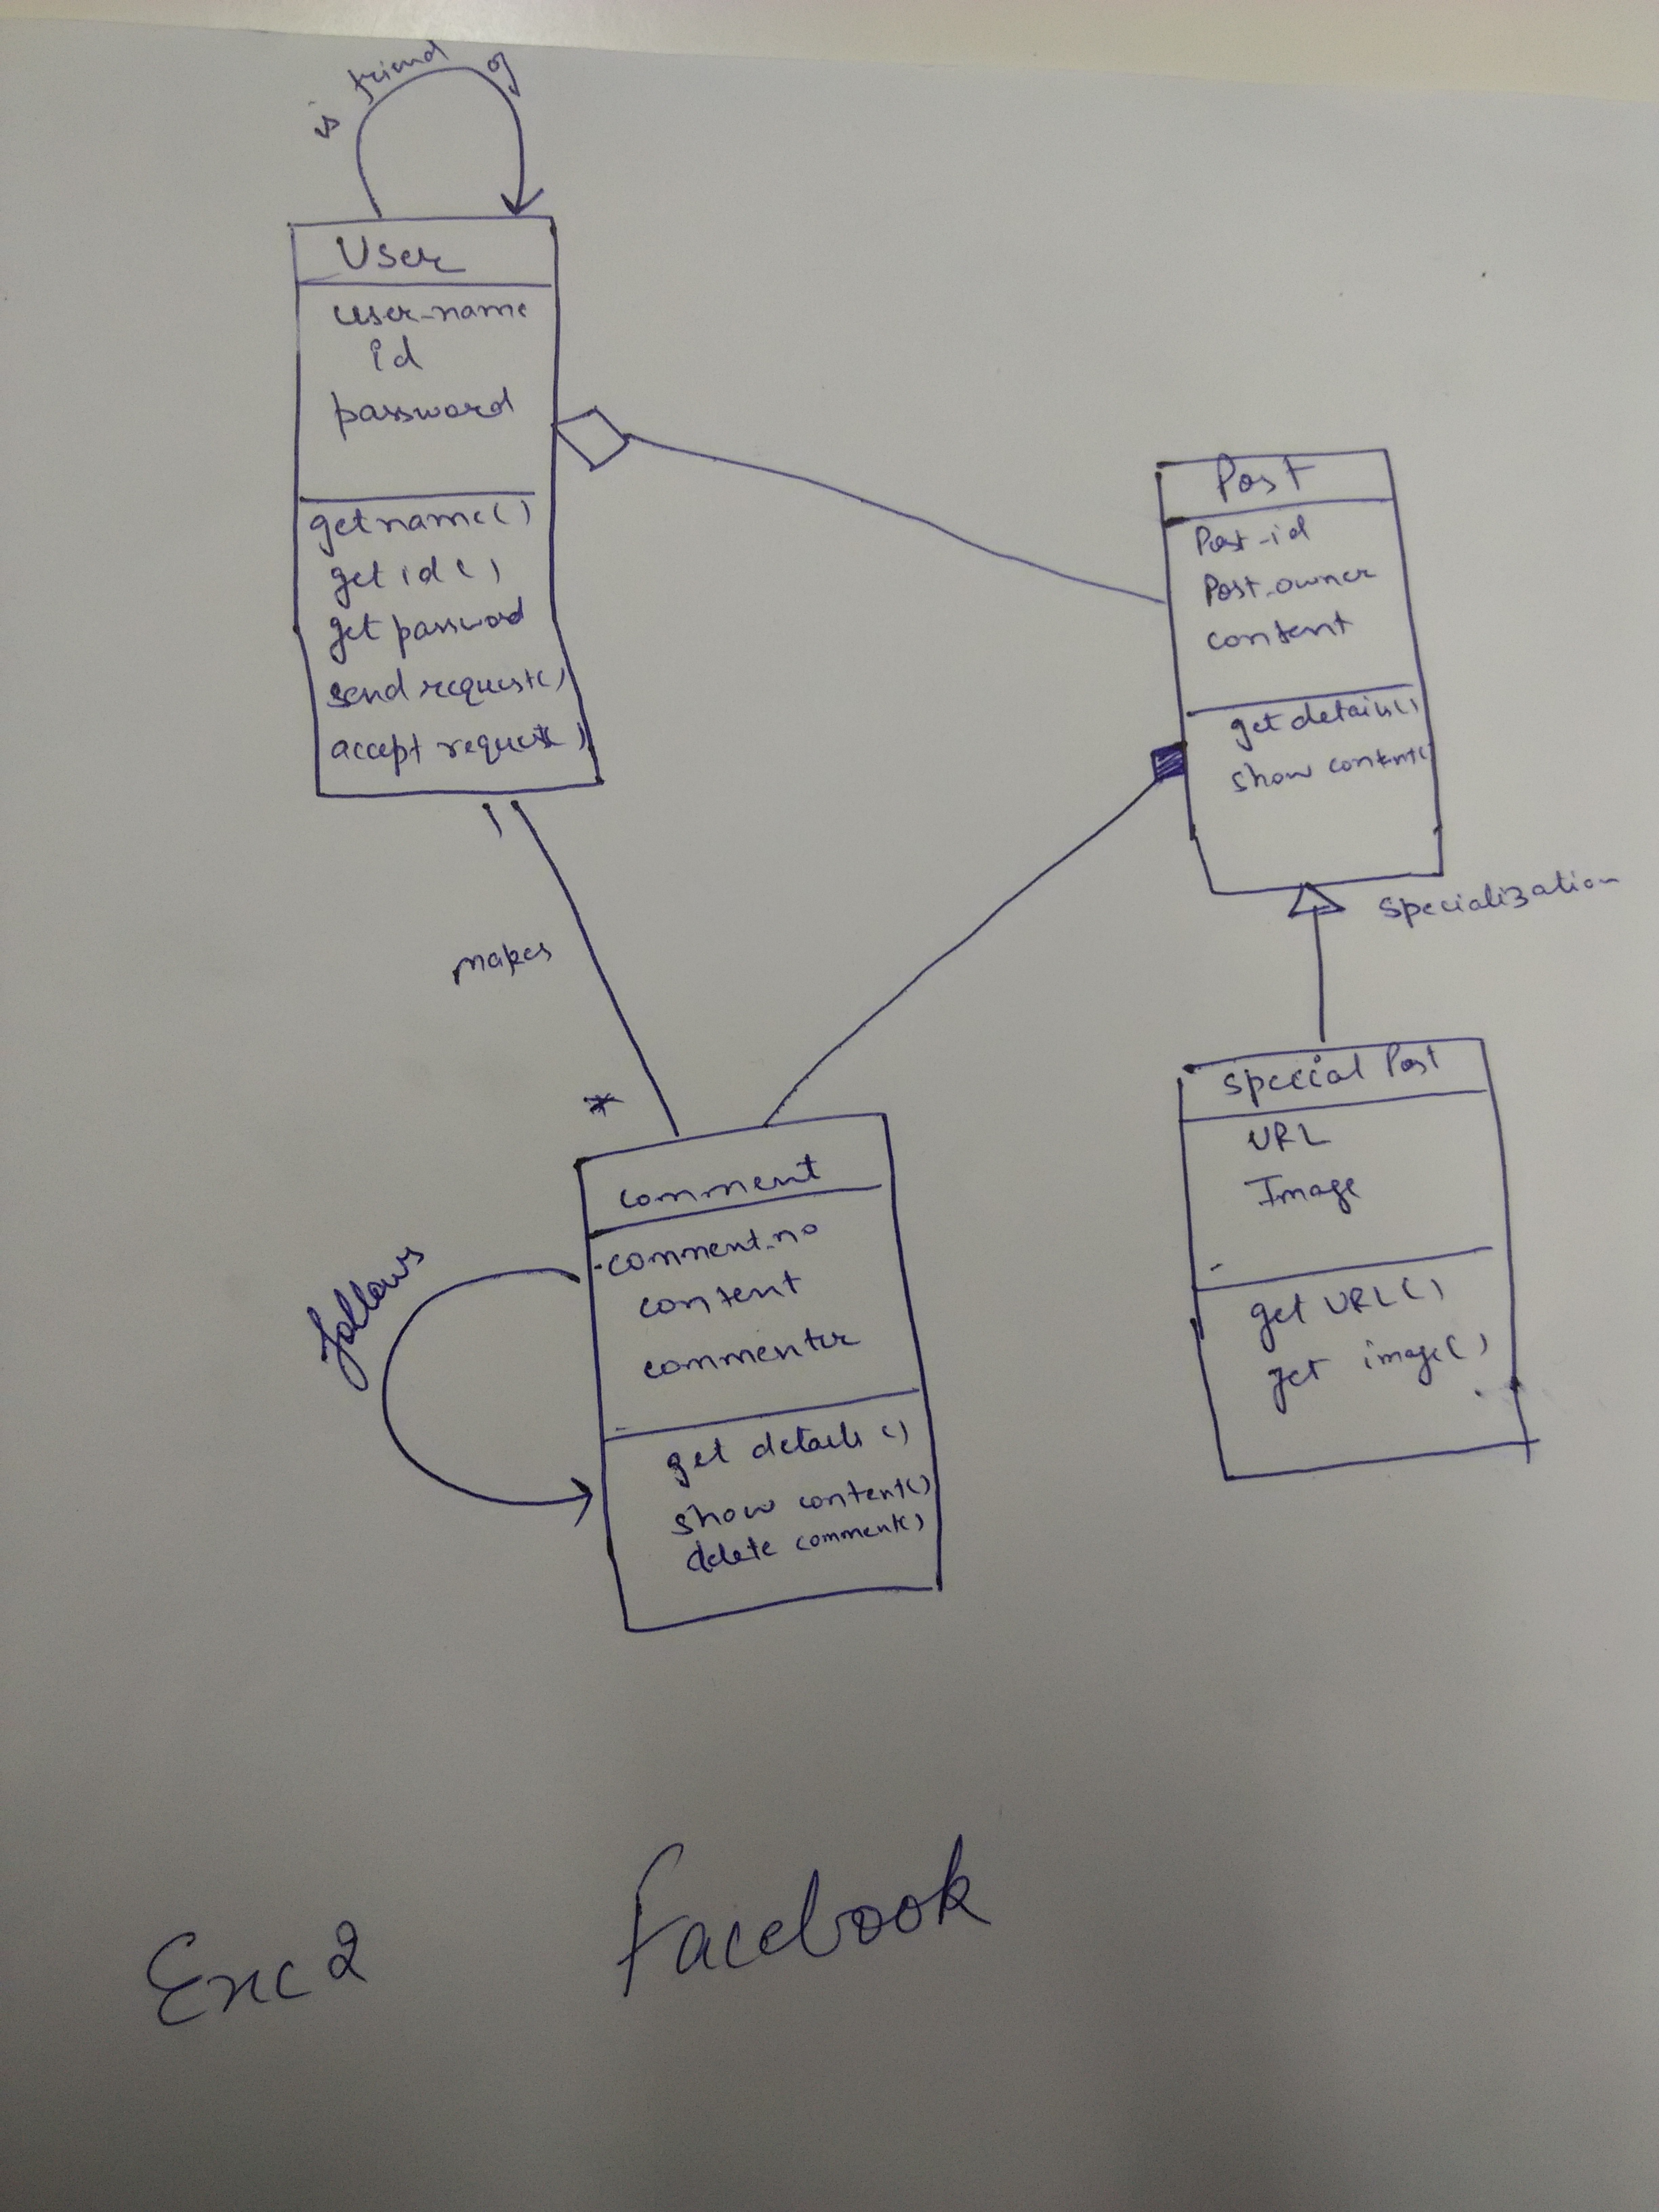 is friend of
User
user_name
id
password
getname()
get id()
get password
send request()
accept request()
Post
Post_id
Post_owner
content
get details()
show content()
specialization
1
makes
*
special Post
URL
Image
get URL()
get image()
comment
comment_no
content
commenter
get details()
show content()
delete comment()
follows
Exc 2
Facebook